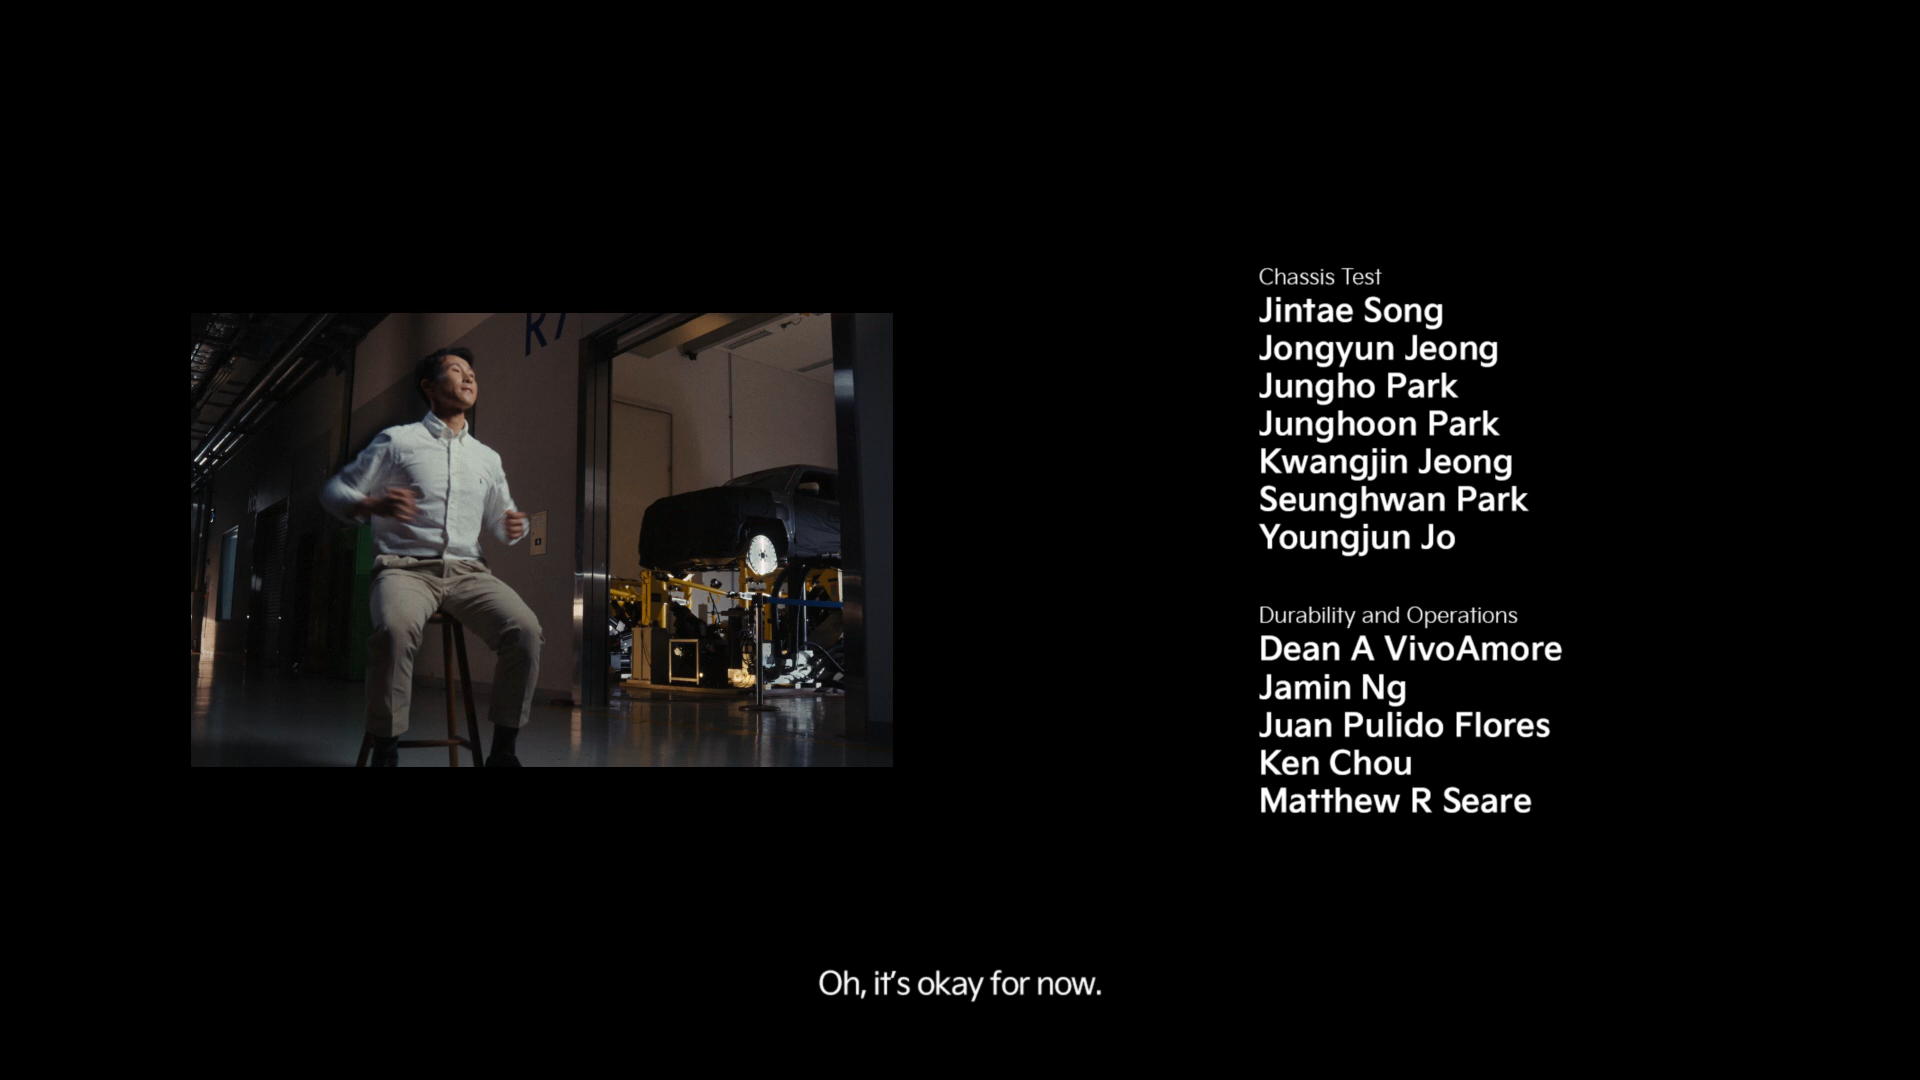 Chassis Test
Jintae Song
Jongyun Jeong
Jungho Park
Junghoon Park
Kwangjin Jeong
Seunghwan Park
Youngjun Jo
Durability and Operations
Dean A VivoAmore
Jamin Ng
Juan Pulido Flores
Ken Chou
Matthew R Seare
Oh, it's okay for now.